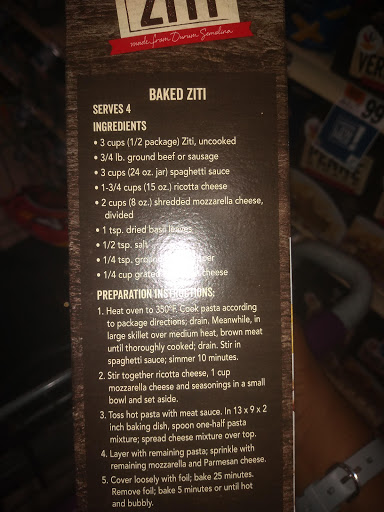 ZITI
made from Durum Semolina
BAKED ZITI
SERVES 4
INGREDIENTS
• 3 cups (1/2 package) Ziti, uncooked
• 3/4 lb. ground beef or sausage
• 3 cups (24 oz. jar) spaghetti sauce
• 1-3/4 cups (15 oz.) ricotta cheese
• 2 cups (8 oz.) shredded mozzarella cheese,
divided
• 1 tsp. dried basil leaves
• 1/2 tsp. salt
• 1/4 tsp.
• 1/4 cup grated cheese
PREPARATION INSTRUCTIONS:
1. Heat oven to 350°F. Cook pasta according
to package directions; drain. Meanwhile, in
large skillet over medium heat, brown meat
until thoroughly cooked; drain. Stir in
spaghetti sauce; simmer 10 minutes.
2. Stir together ricotta cheese, 1 cup
mozzarella cheese and seasonings in a small
bowl and set aside.
3. Toss hot pasta with meat sauce. In 13 x 9 x 2
inch baking dish, spoon one-half pasta
mixture; spread cheese mixture over top.
4. Layer with remaining pasta; sprinkle with
remaining mozzarella and Parmesan cheese.
5. Cover loosely with foil; bake 25 minutes.
Remove foil; bake 5 minutes or until hot
and bubbly.
VER
99
PENNE